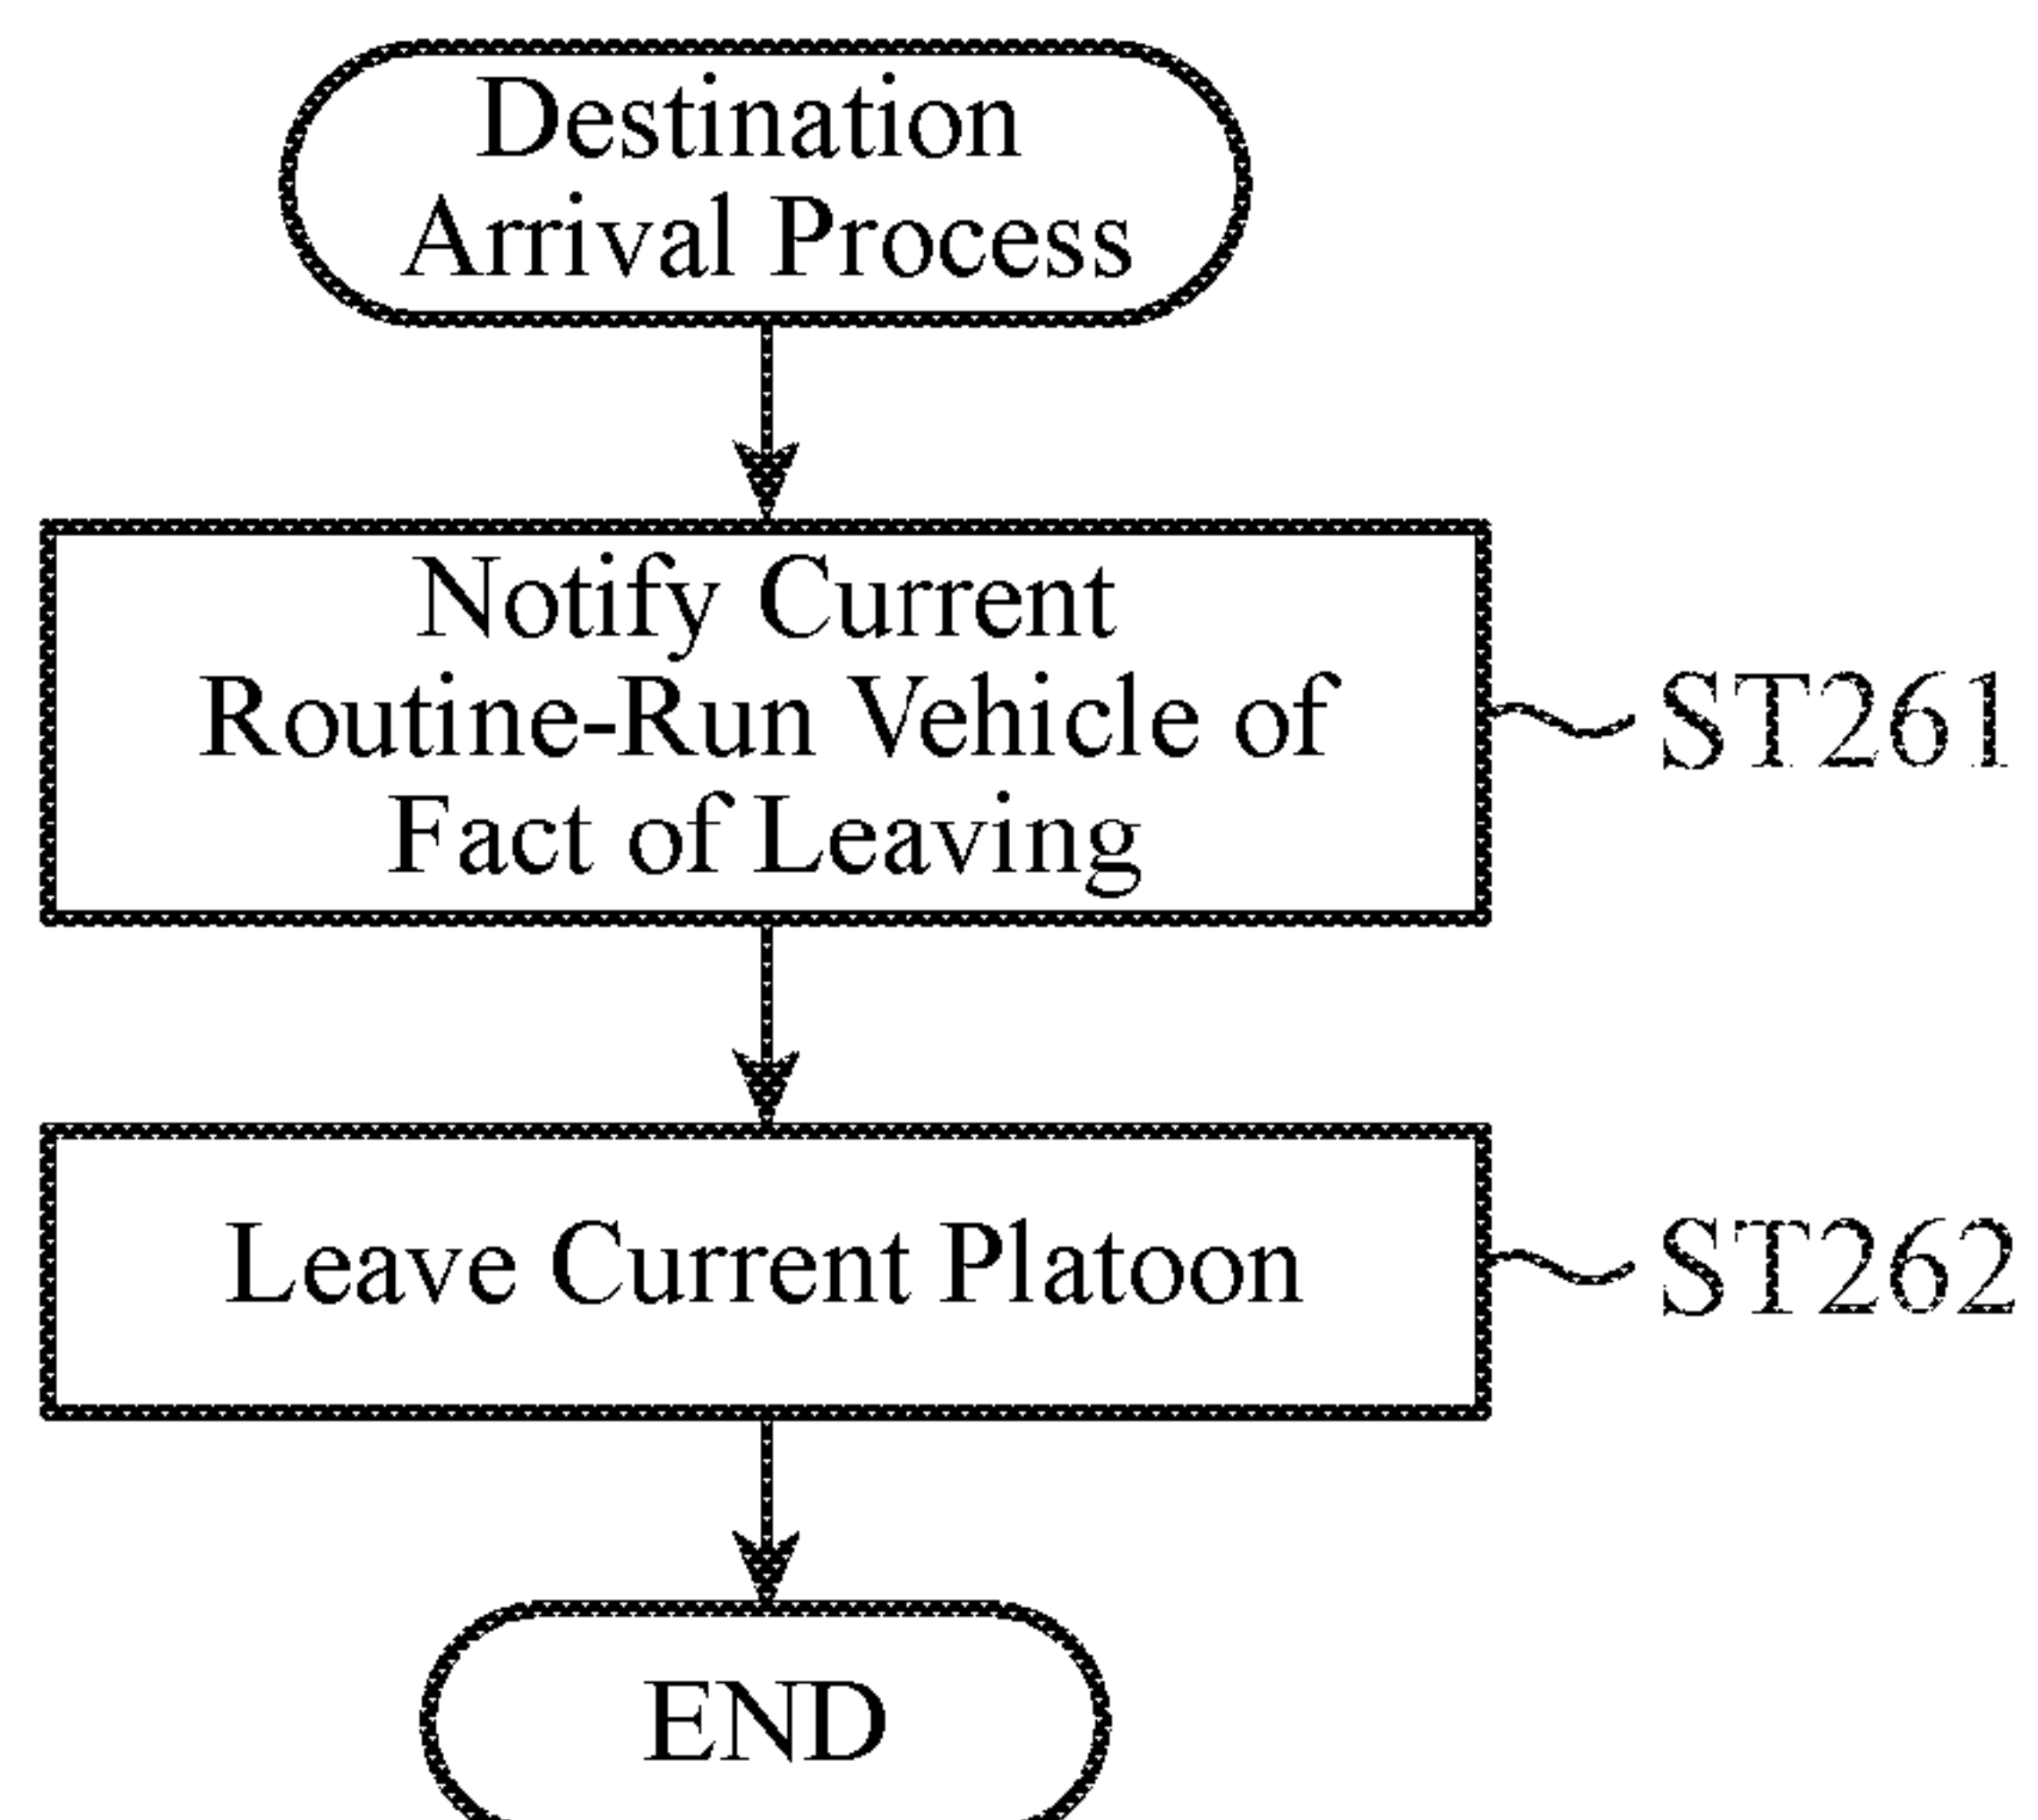 Destination
Arrival Process
Notify Current
Routine-Run Vehicle of
Fact of Leaving
ST261
Leave Current Platoon
ST262
END